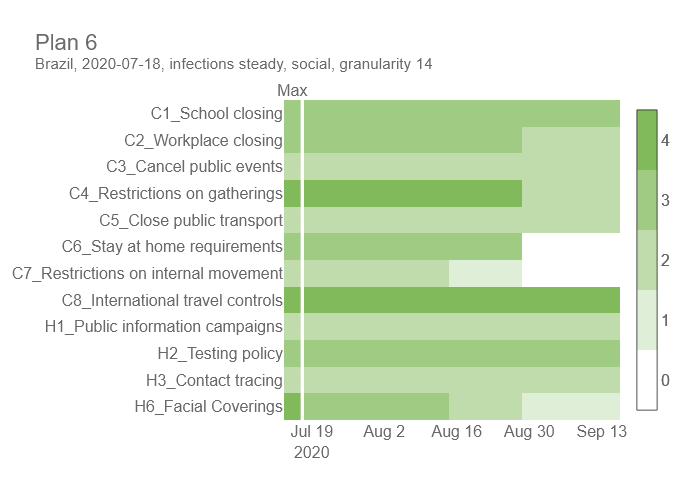 Plan 6
Brazil, 2020-07-18, infections steady, social, granularity 14
Max
C1_School closing
C2_Workplace closing
C3_Cancel public events
C4_Restrictions on gatherings
C5_Close public transport
C6_Stay at home requirements
C7_Restrictions on internal movement
C8_International travel controls
H1_Public information campaigns
H2_Testing policy
H3_Contact tracing
H6_Facial Coverings
Jul 19 Aug 2 Aug 16 Aug 30 Sep 13
2020
4
3
2
1
0